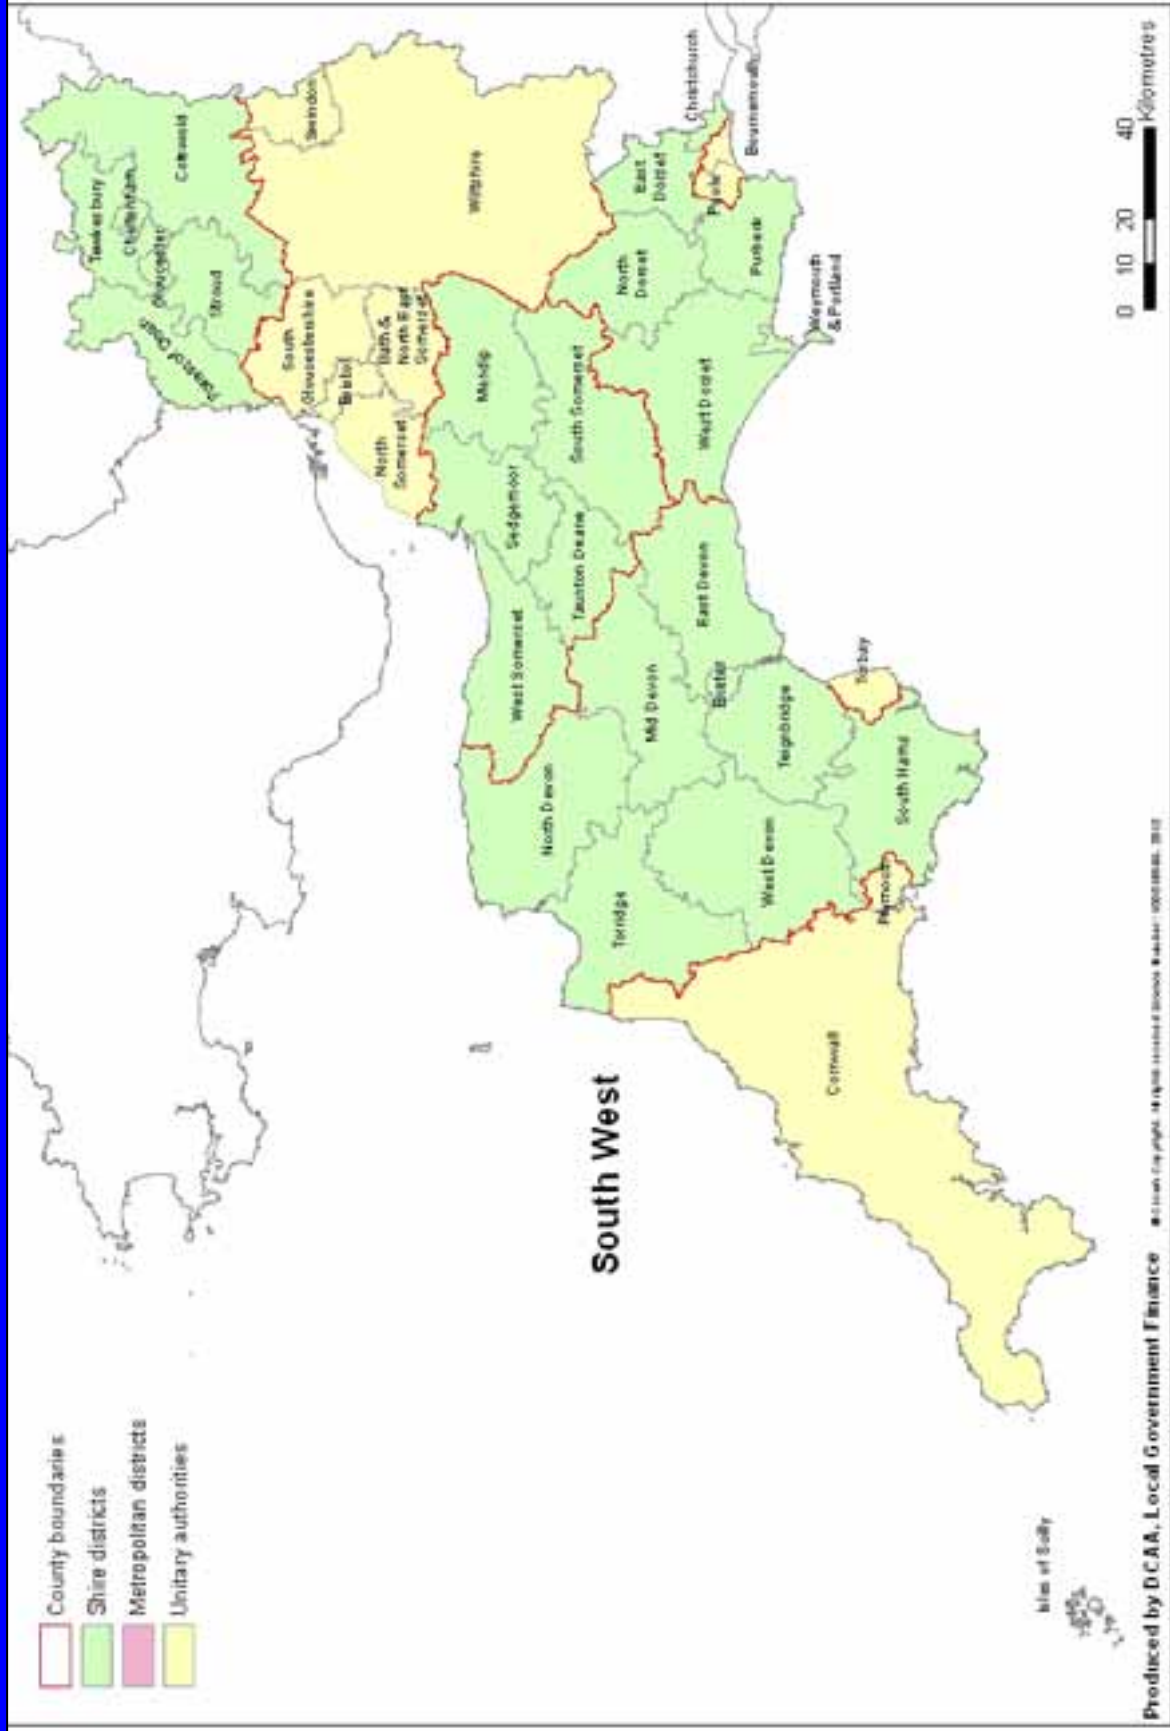 County boundaries
Shire districts
Metropolitan districts
Unitary authorities
South West
Tewkesbury
Cheltenham
Gloucester
Forest of Dean
Stroud
Cotswold
South
Gloucestershire
Swindon
Bristol
Bath &
North East
Somerset
North
Somerset
Wiltshire
Mendip
Sedgemoor
West Somerset
Taunton Deane
South Somerset
North Devon
Torridge
Mid Devon
East Devon
Exeter
West Devon
Teignbridge
Torbay
South Hams
Plymouth
Cornwall
North
Dorset
East
Dorset
West Dorset
Purbeck
Poole
Christchurch
Bournemouth
Weymouth
& Portland
Isles of Scilly
0 10 20 40
Kilometres
Produced by DCAA, Local Government Finance